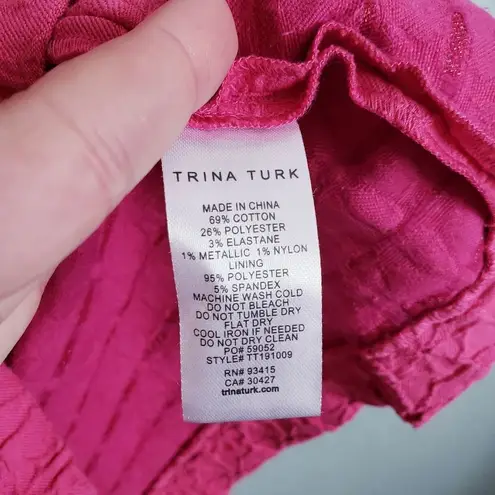 TRINA TURK
MADE IN CHINA
69% COTTON
26% POLYESTER
3% ELASTANE
1% METALLIC 1% NYLON
LINING
95% POLYESTER
5% SPANDEX
MACHINE WASH COLD
DO NOT BLEACH
DO NOT TUMBLE DRY
FLAT DRY
COOL IRON IF NEEDED
DO NOT DRY CLEAN
PO# 59052
STYLE# TT191009
RN# 93415
CA# 30427
trinaturk.com